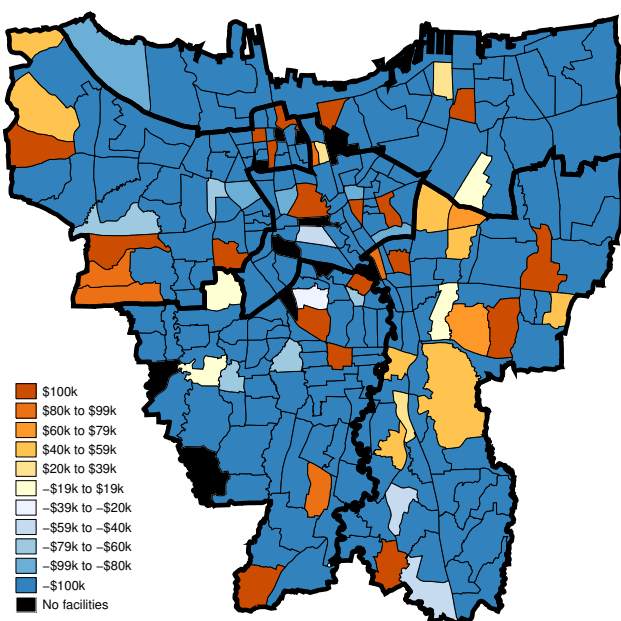 $100k
$80k to $99k
$60k to $79k
$40k to $59k
$20k to $39k
−$19k to $19k
−$39k to −$20k
−$59k to −$40k
−$79k to −$60k
−$99k to −$80k
−$100k
No facilities